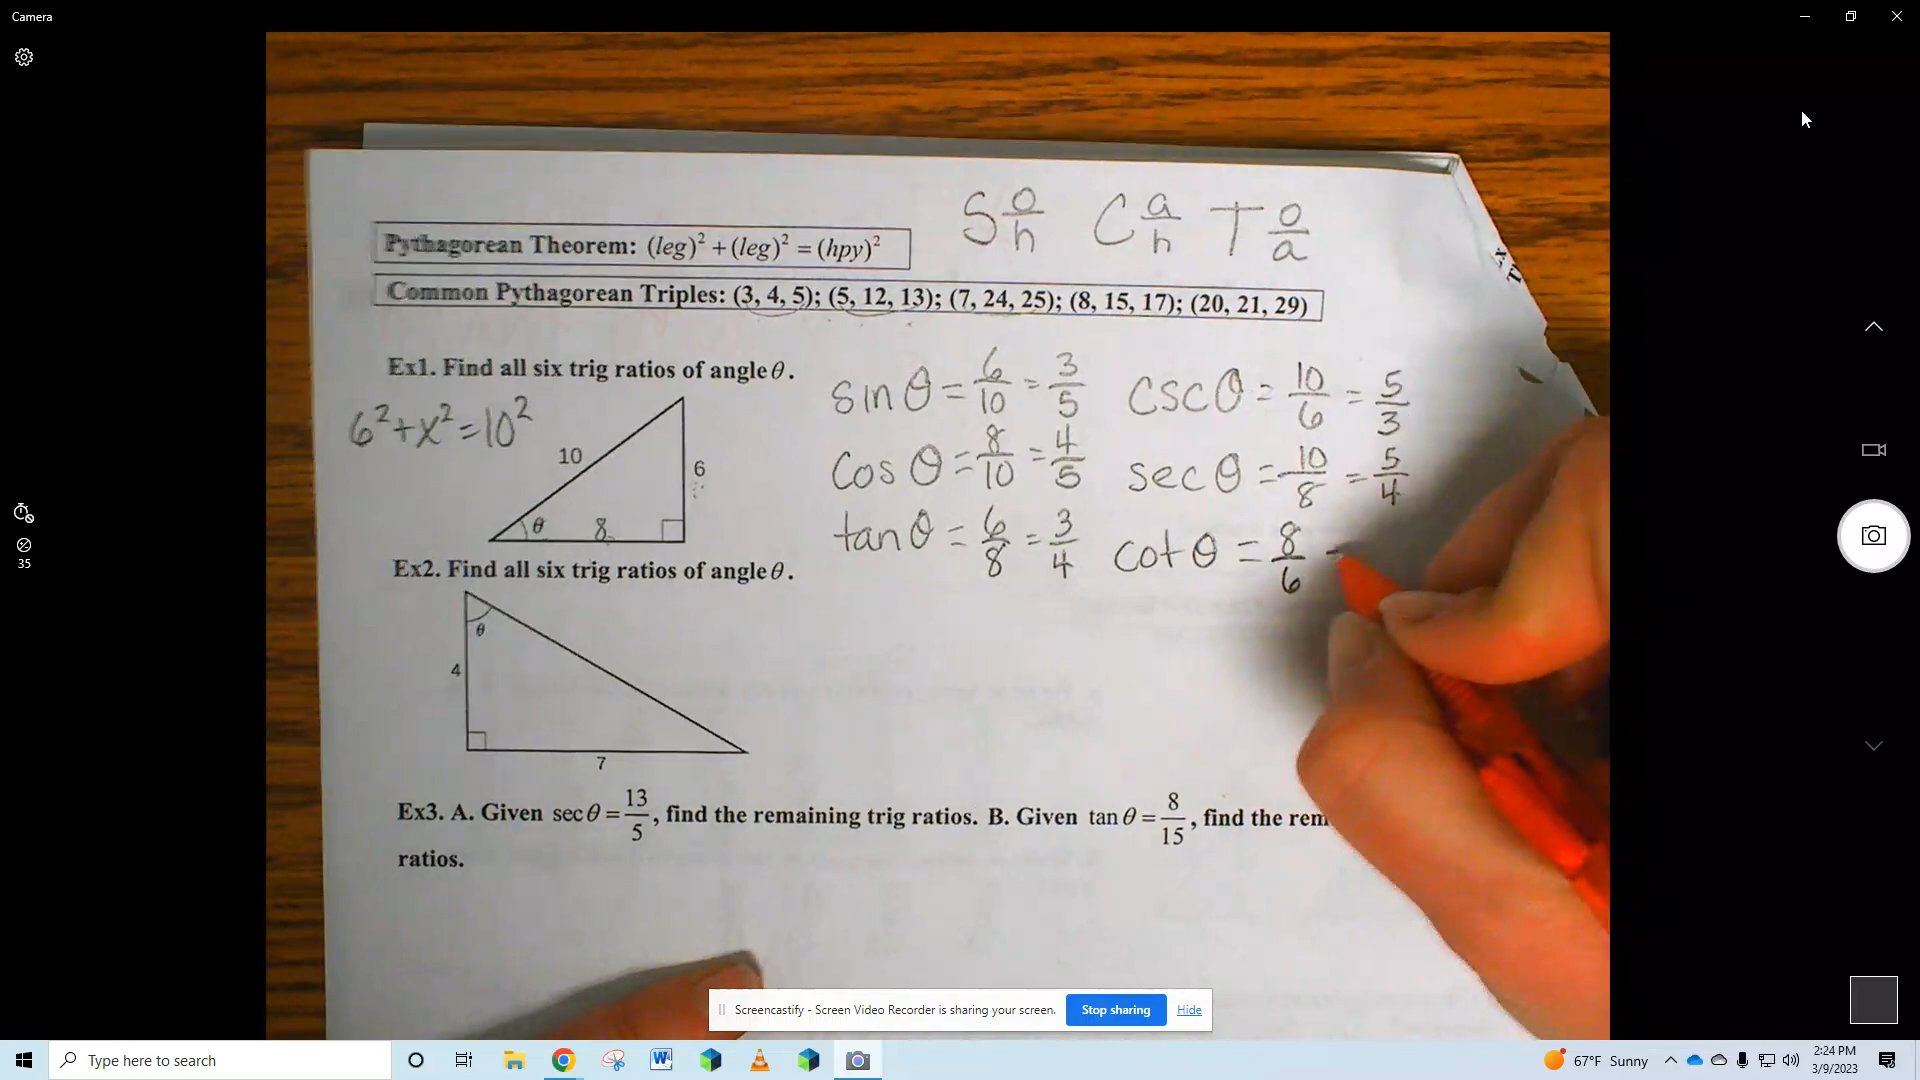 Camera
S o/h C a/h T o/a
Pythagorean Theorem: (leg)² + (leg)² = (hpy)²
Common Pythagorean Triples: (3, 4, 5); (5, 12, 13); (7, 24, 25); (8, 15, 17); (20, 21, 29)
Ex1. Find all six trig ratios of angle θ.
6² + x² = 10²
10
6
θ 8
sin θ = 6/10 = 3/5 csc θ = 10/6 = 5/3
cos θ = 8/10 = 4/5 sec θ = 10/8 = 5/4
tan θ = 6/8 = 3/4 cot θ = 8/6
Ex2. Find all six trig ratios of angle θ.
θ
4
7
Ex3. A. Given sec θ = 13/5, find the remaining trig ratios. B. Given tan θ = 8/15, find the rem
ratios.
35
Screencastify - Screen Video Recorder is sharing your screen. Stop sharing Hide
Type here to search
67°F Sunny
2:24 PM
3/9/2023